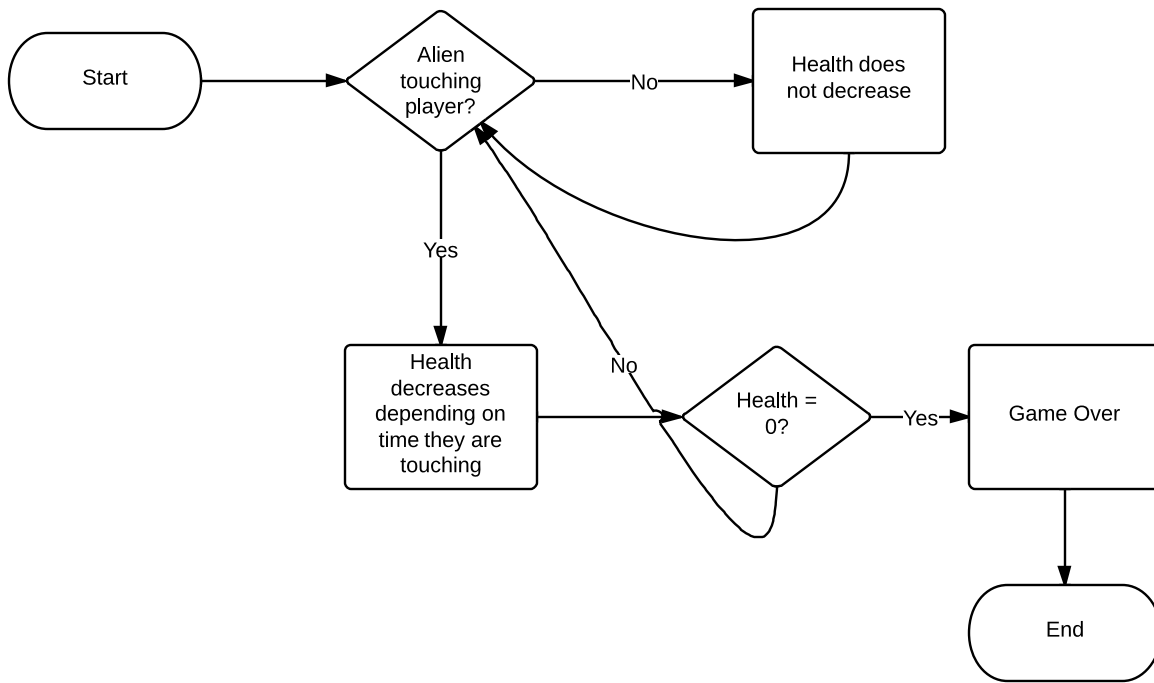 Start
Alien
touching
player?
No
Health does
not decrease
Yes
Health
decreases
depending on
time they are
touching
No
Health =
0?
Yes
Game Over
End